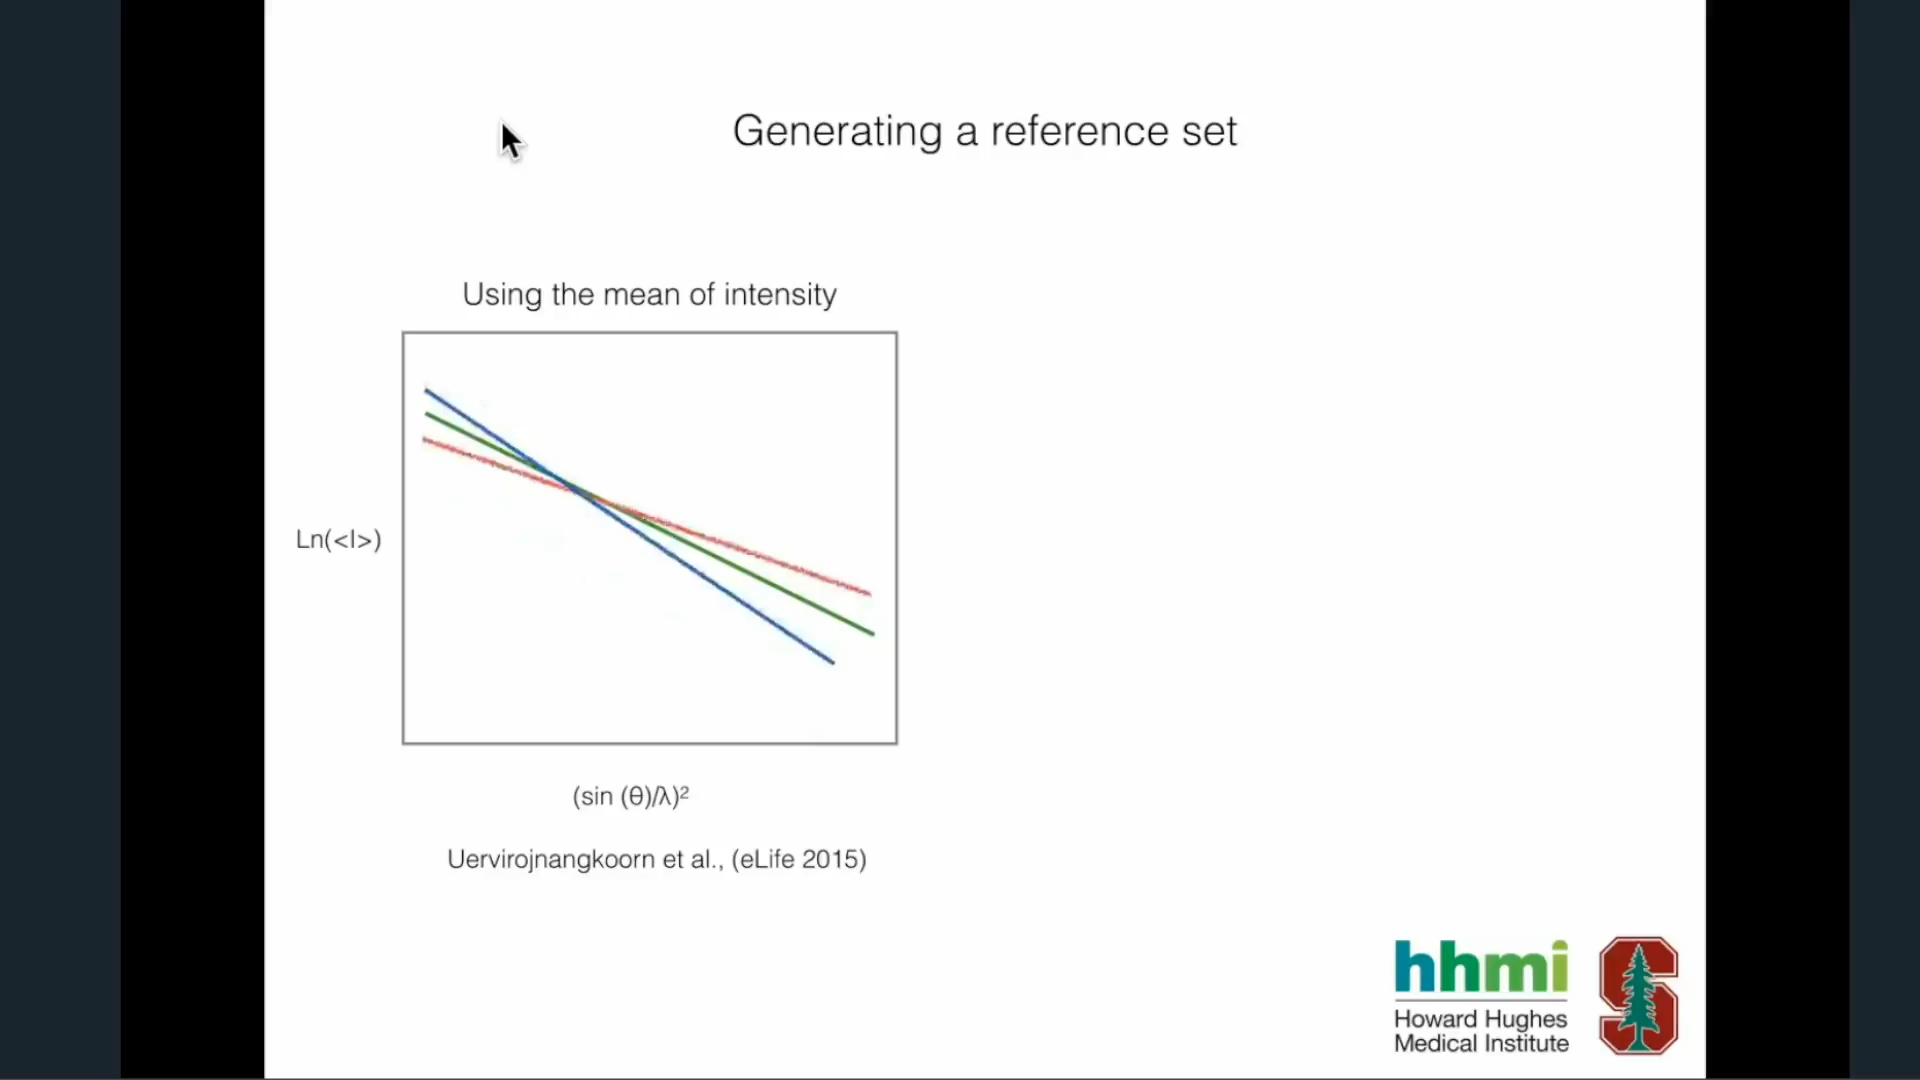 Generating a reference set
Using the mean of intensity
Ln(<I>)
(sin (θ)/λ)²
Uervirojnangkoorn et al., (eLife 2015)
hhmi
Howard Hughes
Medical Institute
S